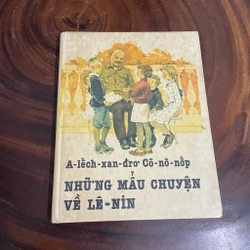 A-lếch-xan-đrơ Cô-nô-nốp
NHỮNG MẨU CHUYỆN
VỀ LÊ-NIN